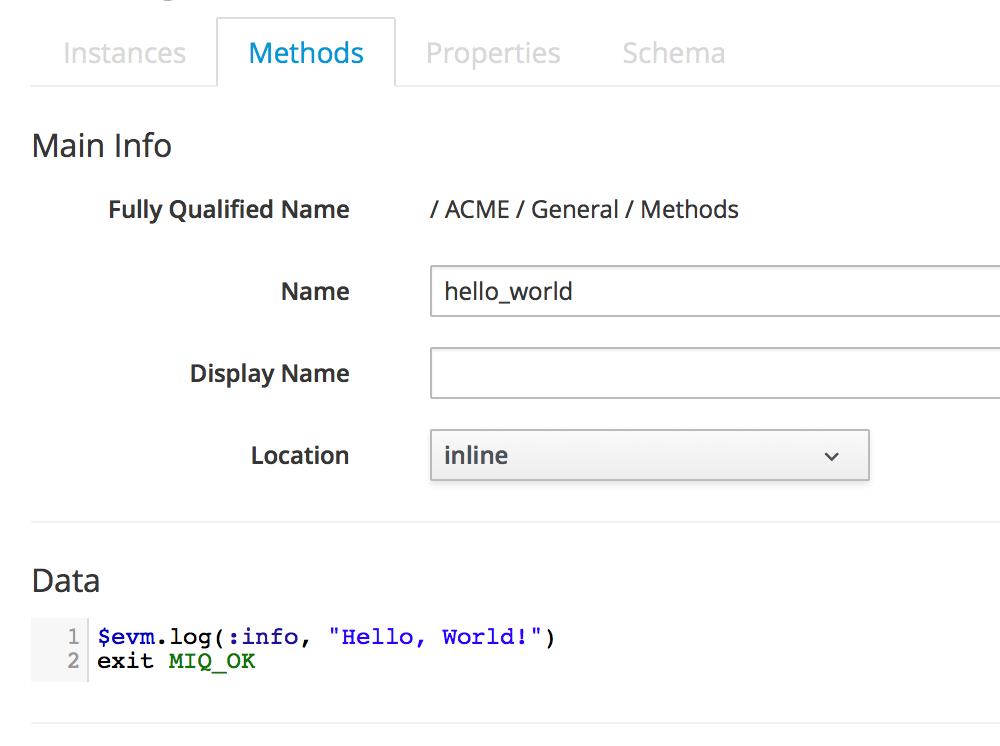 Instances Methods Properties Schema
Main Info
Fully Qualified Name / ACME / General / Methods
Name hello_world
Display Name
Location inline
Data
1 $evm.log(:info, "Hello, World!")
2 exit MIQ_OK